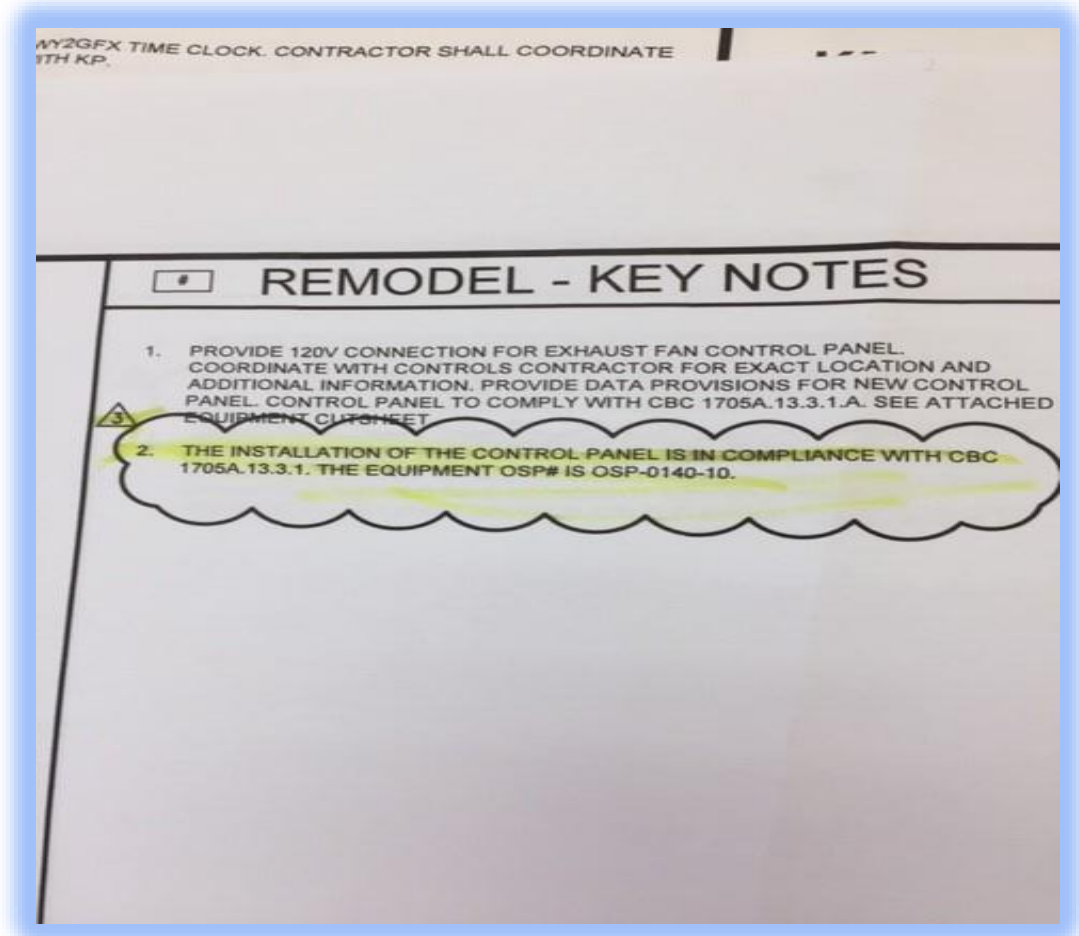 WY2GFX TIME CLOCK. CONTRACTOR SHALL COORDINATE
KP.
# REMODEL - KEY NOTES
1. PROVIDE 120V CONNECTION FOR EXHAUST FAN CONTROL PANEL.
COORDINATE WITH CONTROLS CONTRACTOR FOR EXACT LOCATION AND
ADDITIONAL INFORMATION. PROVIDE DATA PROVISIONS FOR NEW CONTROL
PANEL. CONTROL PANEL TO COMPLY WITH CBC 1705A.13.3.1.A. SEE ATTACHED
3 EQUIPMENT CUTSHEET
2. THE INSTALLATION OF THE CONTROL PANEL IS IN COMPLIANCE WITH CBC
1705A.13.3.1. THE EQUIPMENT OSP# IS OSP-0140-10.